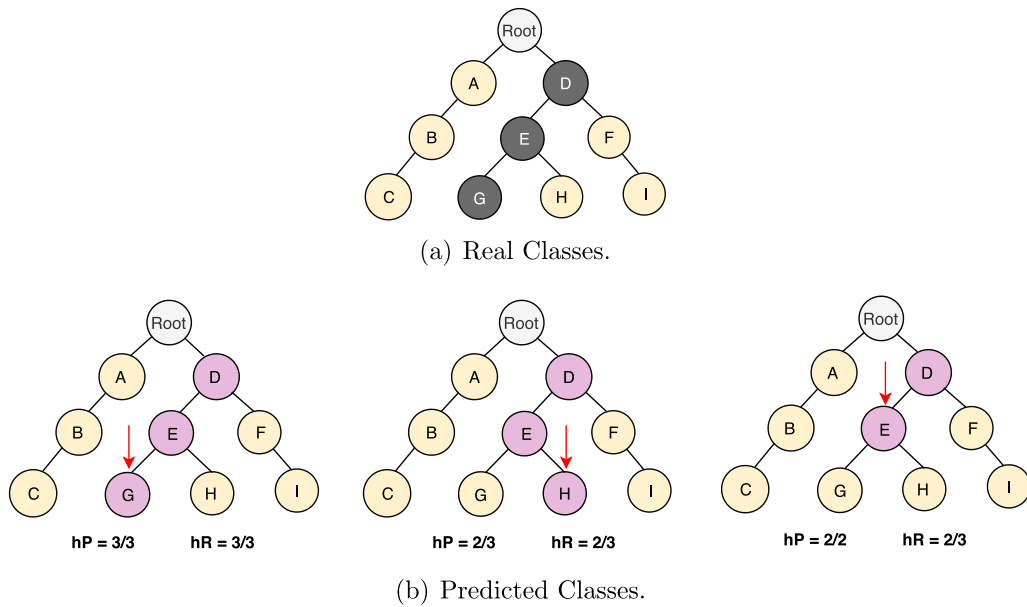 Root
A D
B E F
C G H I
(a) Real Classes.
Root Root Root
A D A D A D
B E F B E F B E F
C G H I C G H I C G H I
hP = 3/3 hR = 3/3 hP = 2/3 hR = 2/3 hP = 2/2 hR = 2/3
(b) Predicted Classes.